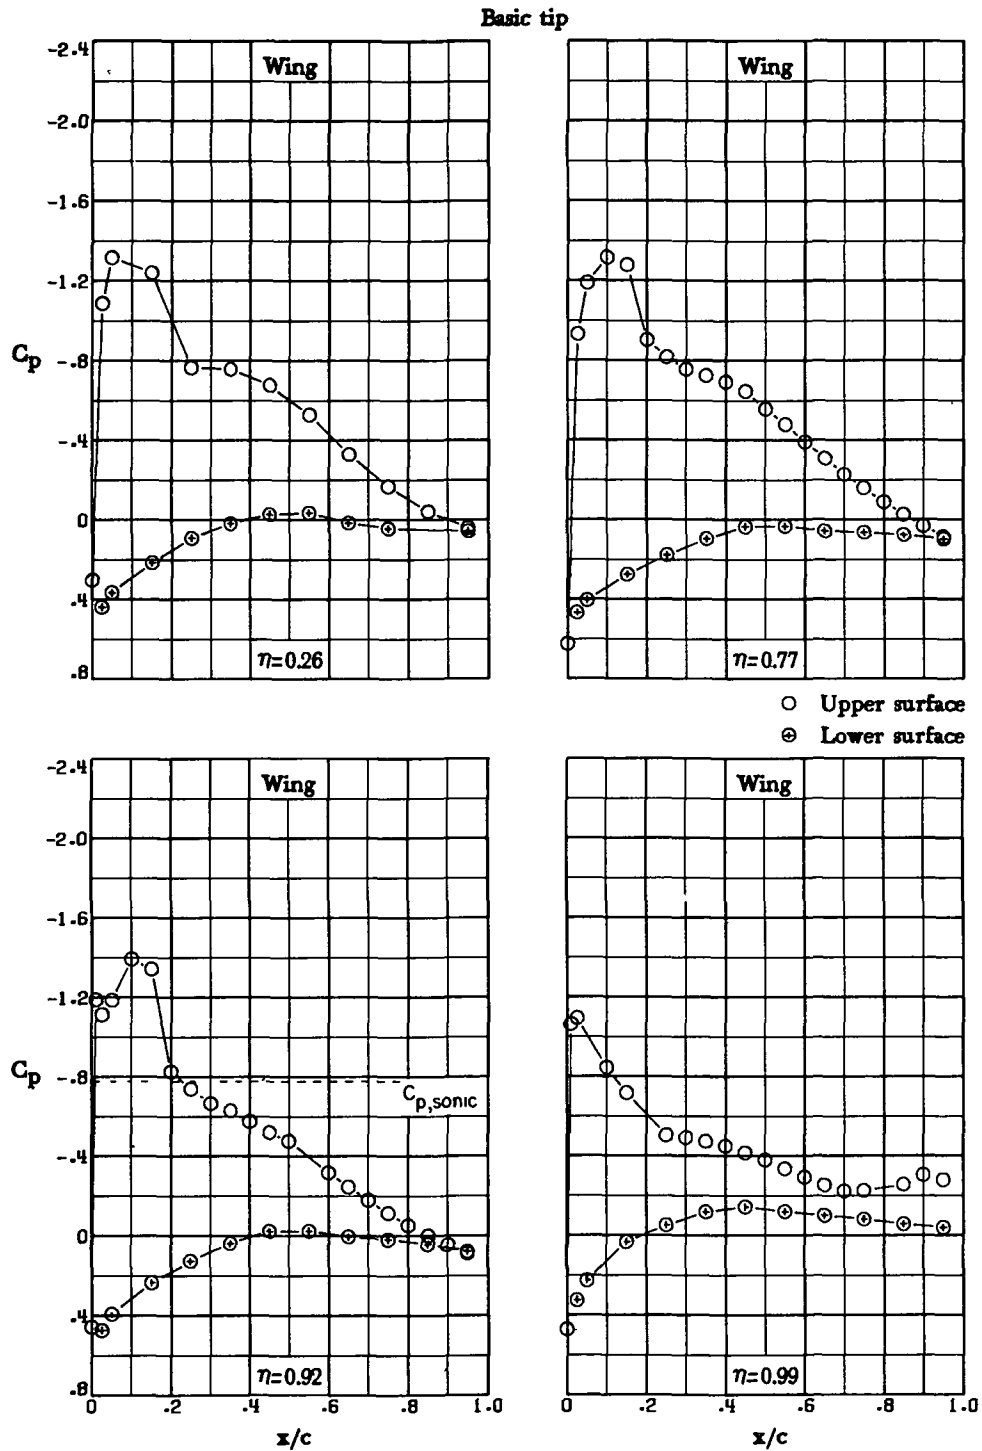 Basic tip
Wing
Wing
-2.4
-2.0
-1.6
-1.2
Cp
-.8
-.4
0
.4
.8
η=0.26
η=0.77
○ Upper surface
⊕ Lower surface
Wing
Wing
-2.4
-2.0
-1.6
-1.2
Cp
-.8
Cp,SONIC
-.4
0
.4
.8
η=0.92
η=0.99
0 .2 .4 .6 .8 1.0
0 .2 .4 .6 .8 1.0
x/c
x/c